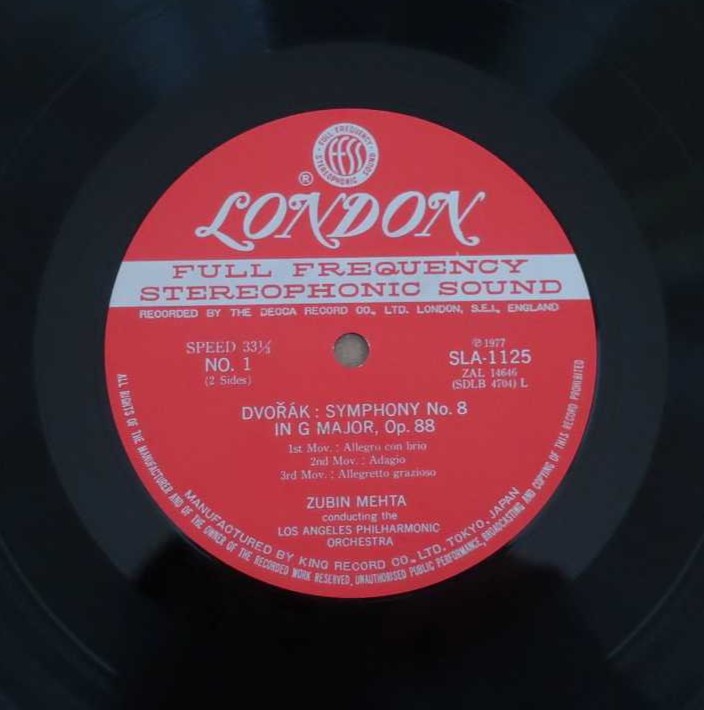 FULL FREQUENCY
ffss
STEREOPHONIC SOUND
®
LONDON
FULL FREQUENCY
STEREOPHONIC SOUND
RECORDED BY THE DECCA RECORD CO., LTD. LONDON, S.E.I., ENGLAND
SPEED 33⅓
NO. 1
(2 Sides)
℗ 1977
SLA-1125
ZAL 14646
(SDLB 4704) L
DVOŘÁK : SYMPHONY No. 8
IN G MAJOR, Op. 88
1st Mov. : Allegro con brio
2nd Mov. : Adagio
3rd Mov. : Allegretto grazioso
ZUBIN MEHTA
conducting the
LOS ANGELES PHILHARMONIC
ORCHESTRA
MANUFACTURED BY KING RECORD CO., LTD. TOKYO, JAPAN
ALL RIGHTS OF THE MANUFACTURER AND OF THE OWNER OF THE RECORDED WORK RESERVED, UNAUTHORISED PUBLIC PERFORMANCE, BROADCASTING AND COPYING OF THIS RECORD PROHIBITED